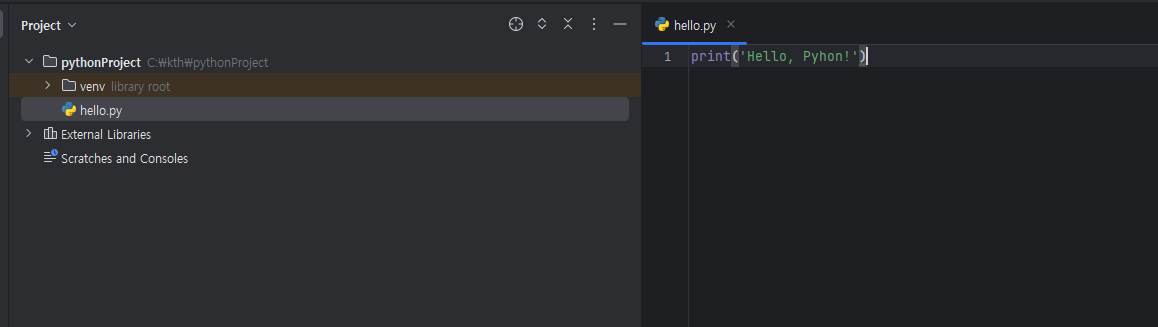 Project
pythonProject C:₩kth₩pythonProject
venv library root
hello.py
External Libraries
Scratches and Consoles
hello.py
1 print('Hello, Pyhon!')